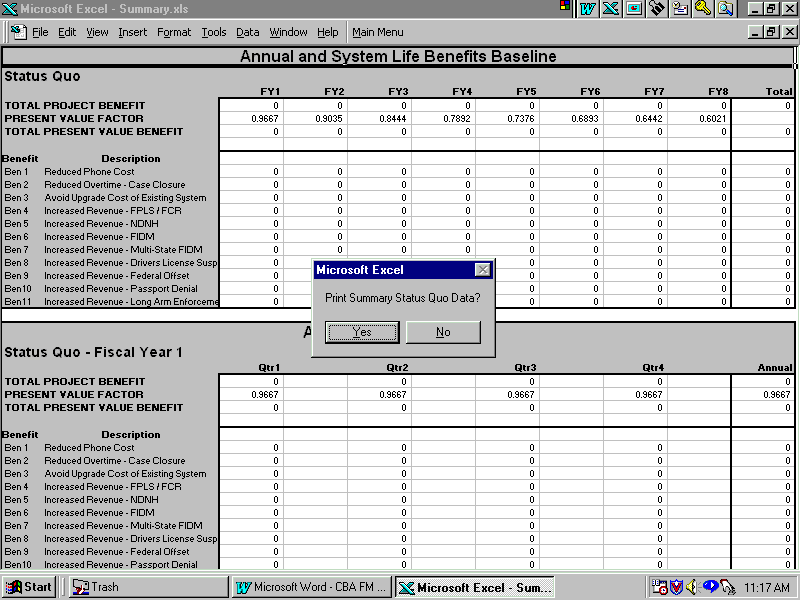 Microsoft Excel - Summary.xls
File Edit View Insert Format Tools Data Window Help Main Menu
Annual and System Life Benefits Baseline
Status Quo
FY1 FY2 FY3 FY4 FY5 FY6 FY7 FY8 Total
TOTAL PROJECT BENEFIT 0 0 0 0 0 0 0 0 0
PRESENT VALUE FACTOR 0.9667 0.9035 0.8444 0.7892 0.7376 0.6893 0.6442 0.6021
TOTAL PRESENT VALUE BENEFIT 0 0 0 0 0 0 0 0 0
Benefit Description
Ben 1 Reduced Phone Cost 0 0 0 0 0 0 0 0 0
Ben 2 Reduced Overtime - Case Closure 0 0 0 0 0 0 0 0 0
Ben 3 Avoid Upgrade Cost of Existing System 0 0 0 0 0 0 0 0 0
Ben 4 Increased Revenue - FPLS / FCR 0 0 0 0 0 0 0 0 0
Ben 5 Increased Revenue - NDNH 0 0 0 0 0 0 0 0 0
Ben 6 Increased Revenue - FIDM 0 0 0 0 0 0 0 0 0
Ben 7 Increased Revenue - Multi-State FIDM 0 0 0 0 0 0 0 0 0
Ben 8 Increased Revenue - Drivers License Susp 0 0 0 0 0 0
Ben 9 Increased Revenue - Federal Offset 0 0 0 0 0 0
Ben10 Increased Revenue - Passport Denial 0 0 0 0 0 0
Ben11 Increased Revenue - Long Arm Enforceme 0 0 0 0 0 0
Microsoft Excel
Print Summary Status Quo Data?
Yes No
A
Status Quo - Fiscal Year 1
Qtr1 Qtr2 Qtr3 Qtr4 Annual
TOTAL PROJECT BENEFIT 0 0 0 0 0
PRESENT VALUE FACTOR 0.9667 0.9667 0.9667 0.9667 0.9667
TOTAL PRESENT VALUE BENEFIT 0 0 0 0 0
Benefit Description
Ben 1 Reduced Phone Cost 0 0 0 0 0
Ben 2 Reduced Overtime - Case Closure 0 0 0 0 0
Ben 3 Avoid Upgrade Cost of Existing System 0 0 0 0 0
Ben 4 Increased Revenue - FPLS / FCR 0 0 0 0 0
Ben 5 Increased Revenue - NDNH 0 0 0 0 0
Ben 6 Increased Revenue - FIDM 0 0 0 0 0
Ben 7 Increased Revenue - Multi-State FIDM 0 0 0 0 0
Ben 8 Increased Revenue - Drivers License Susp 0 0 0 0 0
Ben 9 Increased Revenue - Federal Offset 0 0 0 0 0
Ben10 Increased Revenue - Passport Denial 0 0 0 0 0
Start Trash Microsoft Word - CBA FM ... Microsoft Excel - Sum... 11:17 AM